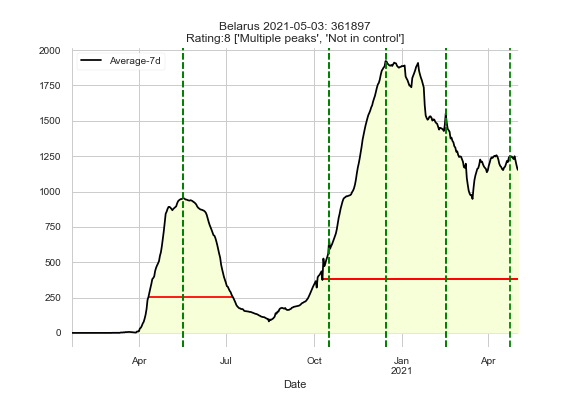 Belarus 2021-05-03: 361897
Rating:8 ['Multiple peaks', 'Not in control']
Average-7d
2000
1750
1500
1250
1000
750
500
250
0
Apr
Jul
Oct
Jan
2021
Apr
Date